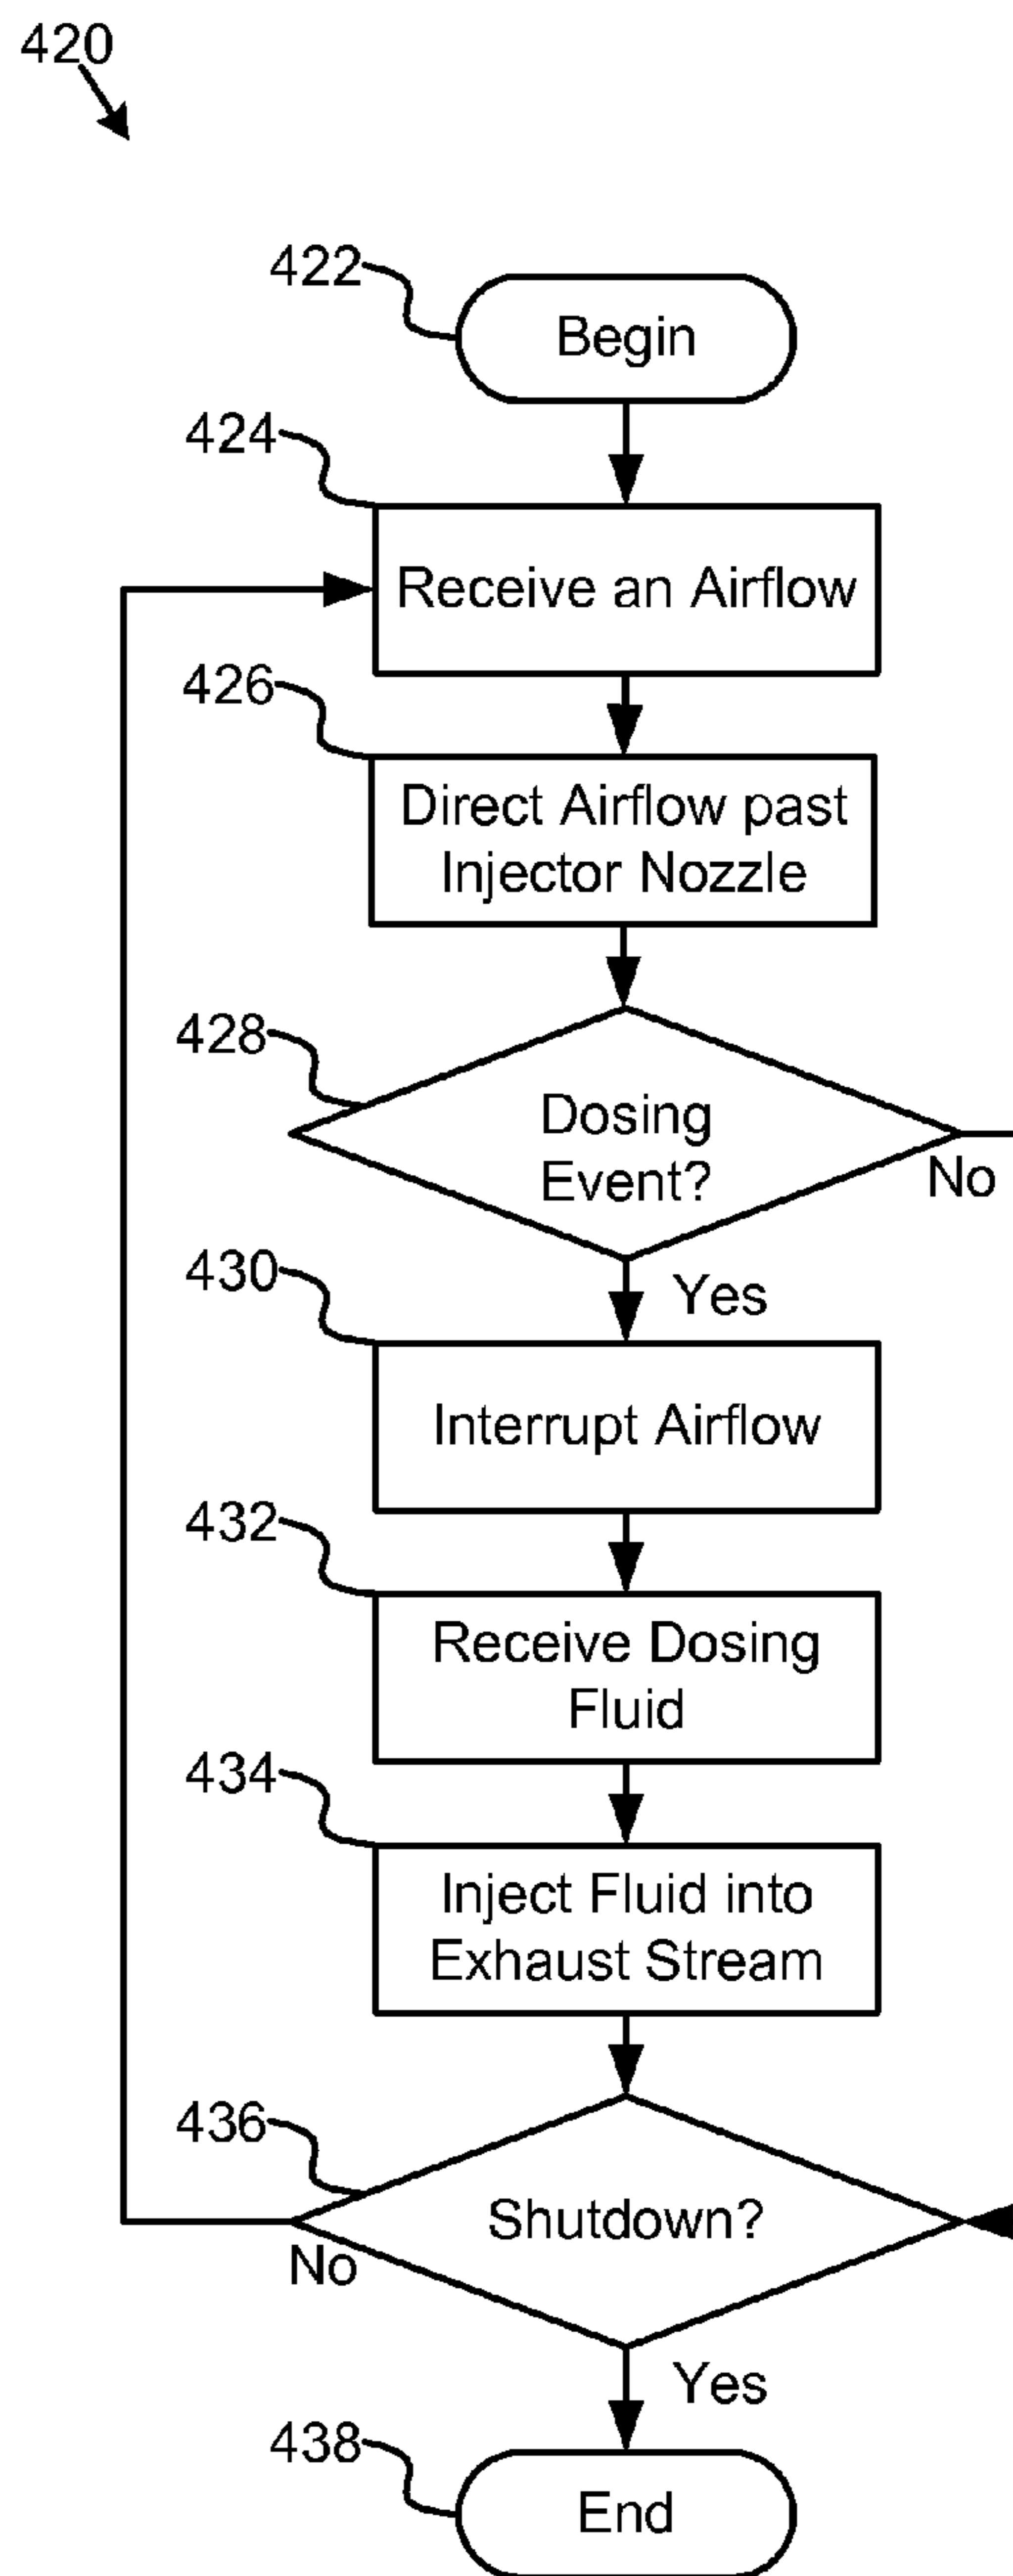 420
422
Begin
424
Receive an Airflow
426
Direct Airflow past
Injector Nozzle
428
Dosing
Event?
No
Yes
430
Interrupt Airflow
432
Receive Dosing
Fluid
434
Inject Fluid into
Exhaust Stream
436
Shutdown?
No
Yes
438
End